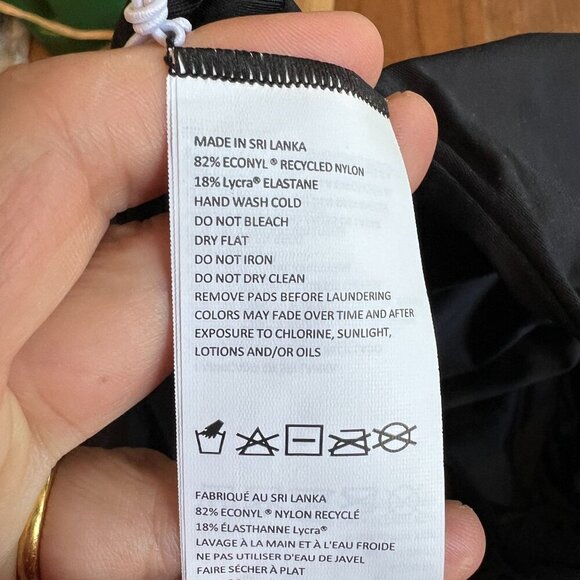 MADE IN SRI LANKA
82% ECONYL ® RECYCLED NYLON
18% Lycra® ELASTANE
HAND WASH COLD
DO NOT BLEACH
DRY FLAT
DO NOT IRON
DO NOT DRY CLEAN
REMOVE PADS BEFORE LAUNDERING
COLORS MAY FADE OVER TIME AND AFTER
EXPOSURE TO CHLORINE, SUNLIGHT,
LOTIONS AND/OR OILS
FABRIQUÉ AU SRI LANKA
82% ECONYL ® NYLON RECYCLÉ
18% ÉLASTHANNE Lycra®
LAVAGE À LA MAIN ET À L'EAU FROIDE
NE PAS UTILISER D'EAU DE JAVEL
FAIRE SÉCHER À PLAT